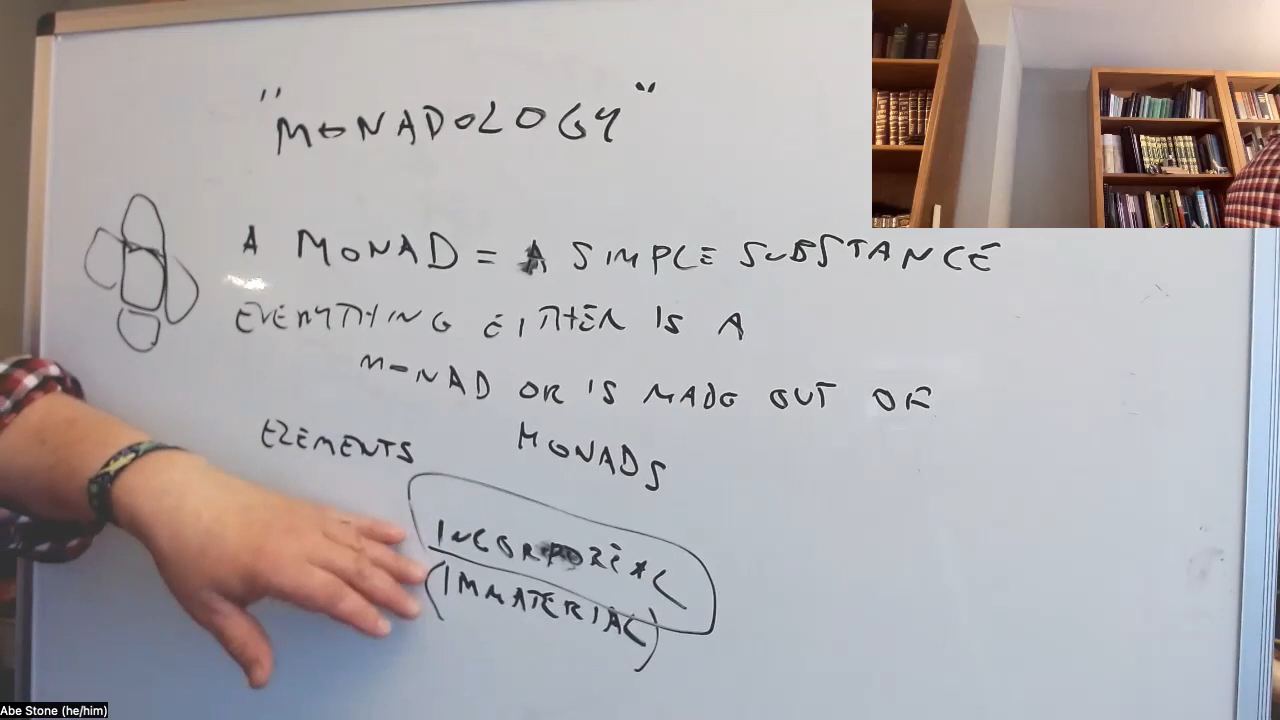 "MONADOLOGY"
A MONAD = A SIMPLE SUBSTANCE
EVERYTHING EITHER IS A
MONAD OR IS MADE OUT OF
MONADS
ELEMENTS
INCORPOREAL
(IMMATERIAL)
Abe Stone (he/him)